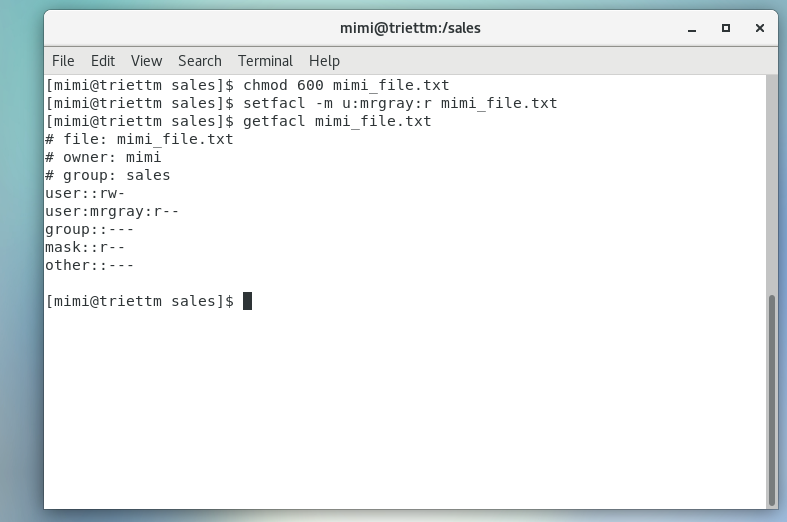 mimi@triettm:/sales
File Edit View Search Terminal Help
[mimi@triettm sales]$ chmod 600 mimi_file.txt
[mimi@triettm sales]$ setfacl -m u:mrgray:r mimi_file.txt
[mimi@triettm sales]$ getfacl mimi_file.txt
# file: mimi_file.txt
# owner: mimi
# group: sales
user::rw-
user:mrgray:r--
group::---
mask::r--
other::---
[mimi@triettm sales]$